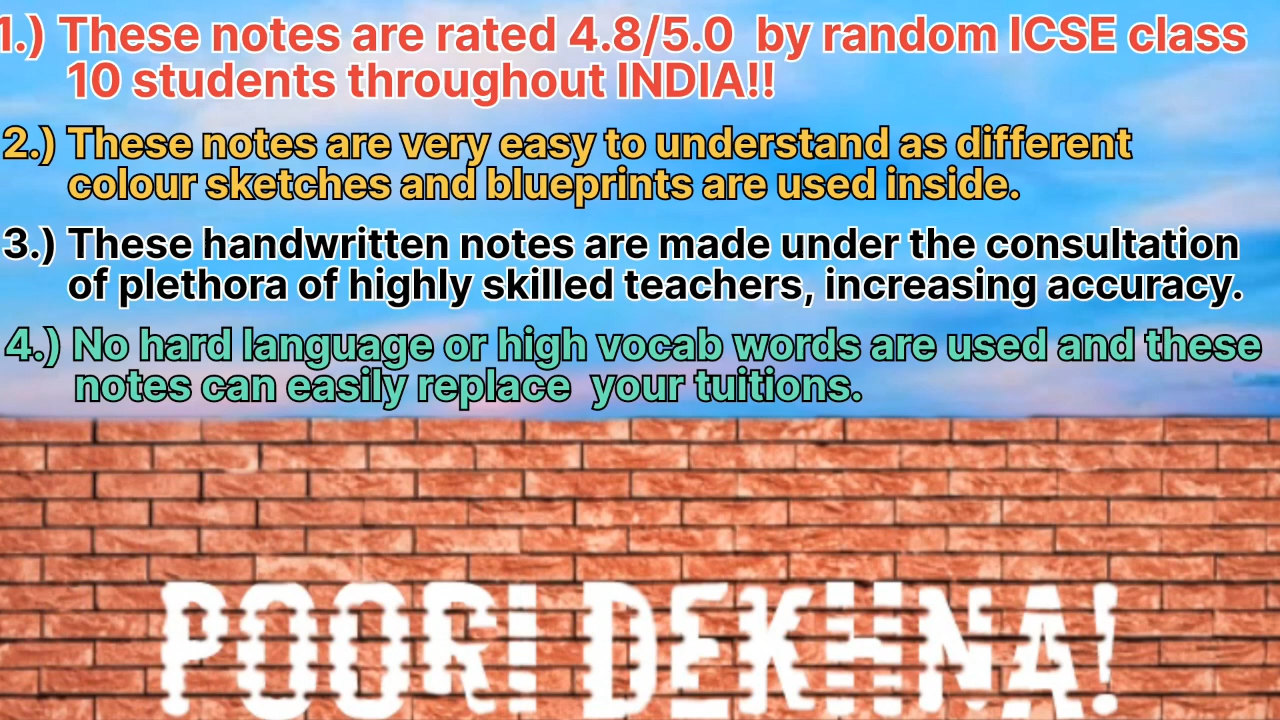 1.) These notes are rated 4.8/5.0 by random ICSE class
10 students throughout INDIA!!
2.) These notes are very easy to understand as different
colour sketches and blueprints are used inside.
3.) These handwritten notes are made under the consultation
of plethora of highly skilled teachers, increasing accuracy.
4.) No hard language or high vocab words are used and these
notes can easily replace your tuitions.
POORI DEKHNA!